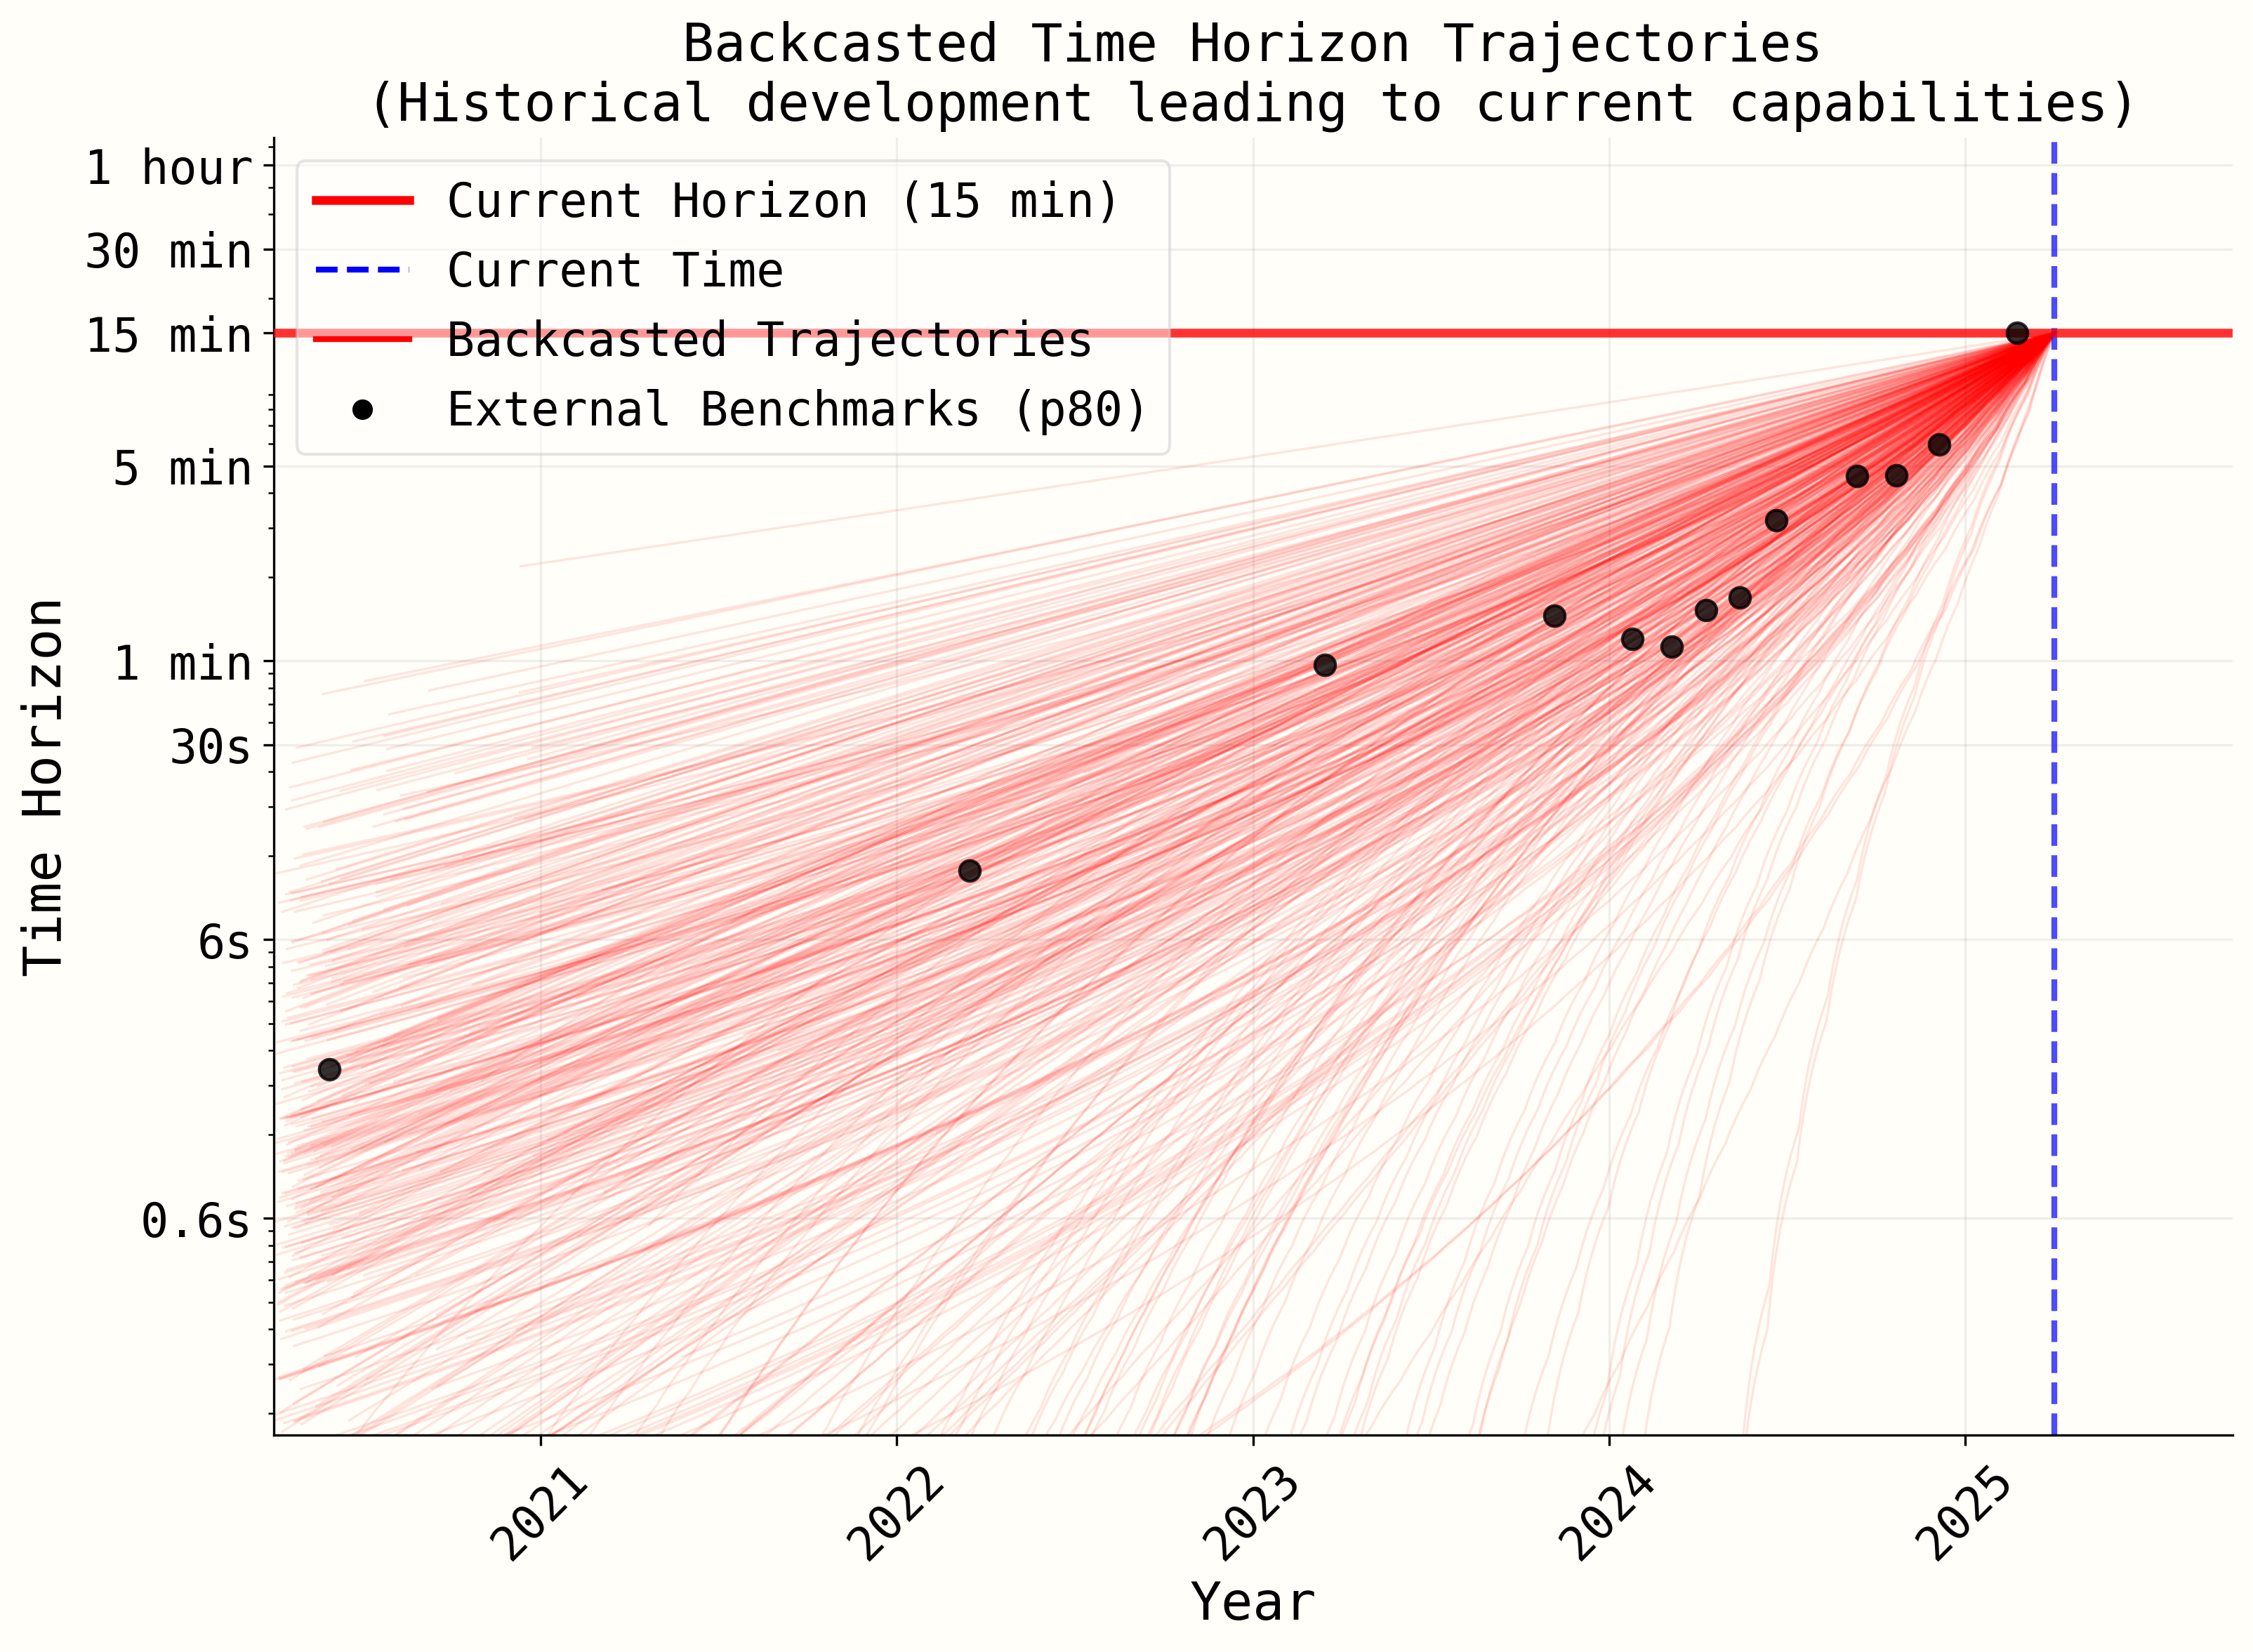 Backcasted Time Horizon Trajectories
(Historical development leading to current capabilities)
1 hour
30 min
15 min
5 min
1 min
30s
6s
0.6s
Time Horizon
Current Horizon (15 min)
Current Time
Backcasted Trajectories
External Benchmarks (p80)
2021
2022
2023
2024
2025
Year